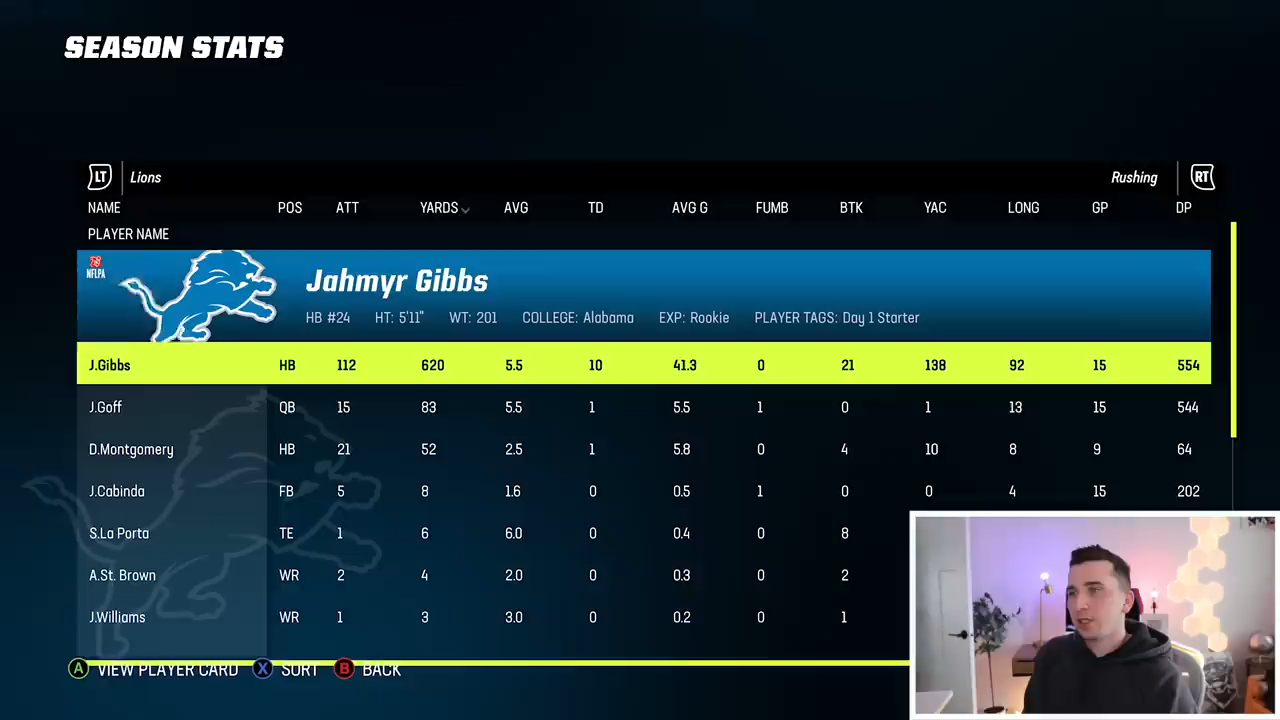 SEASON STATS
LT Lions Rushing RT
NAME POS ATT YARDS AVG TD AVG G FUMB BTK YAC LONG GP DP
PLAYER NAME
NFLPA
Jahmyr Gibbs
HB #24 HT: 5'11" WT: 201 COLLEGE: Alabama EXP: Rookie PLAYER TAGS: Day 1 Starter
J.Gibbs HB 112 620 5.5 10 41.3 0 21 138 92 15 554
J.Goff QB 15 83 5.5 1 5.5 1 0 1 13 15 544
D.Montgomery HB 21 52 2.5 1 5.8 0 4 10 8 9 64
J.Cabinda FB 5 8 1.6 0 0.5 1 0 0 4 15 202
S.La Porta TE 1 6 6.0 0 0.4 0 8
A.St. Brown WR 2 4 2.0 0 0.3 0 2
J.Williams WR 1 3 3.0 0 0.2 0 1
A VIEW PLAYER CARD X SORT B BACK